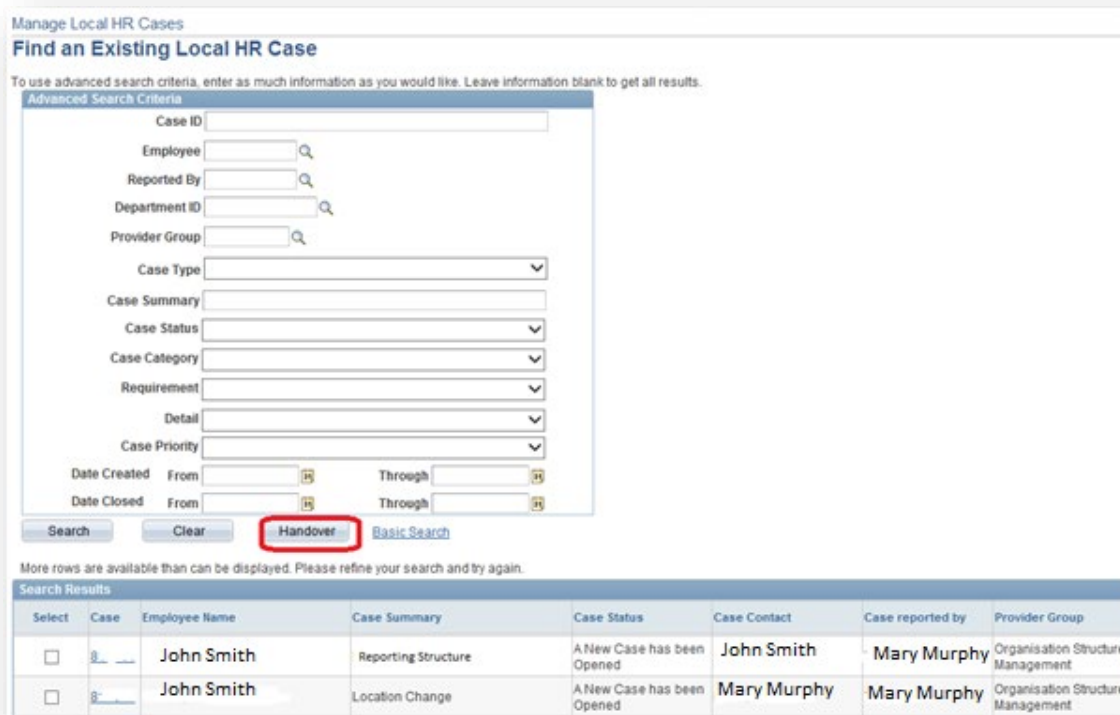 Manage Local HR Cases
Find an Existing Local HR Case
To use advanced search criteria, enter as much information as you would like. Leave information blank to get all results.
Advanced Search Criteria
Case ID
Employee
Reported By
Department ID
Provider Group
Case Type
Case Summary
Case Status
Case Category
Requirement
Detail
Case Priority
Date Created From Through
Date Closed From Through
Search Clear Handover Basic Search
More rows are available than can be displayed. Please refine your search and try again.
Search Results
Select Case Employee Name Case Summary Case Status Case Contact Case reported by Provider Group
8 John Smith Reporting Structure A New Case has been Opened John Smith Mary Murphy Organisation Structure Management
8 John Smith Location Change A New Case has been Opened Mary Murphy Mary Murphy Organisation Structure Management